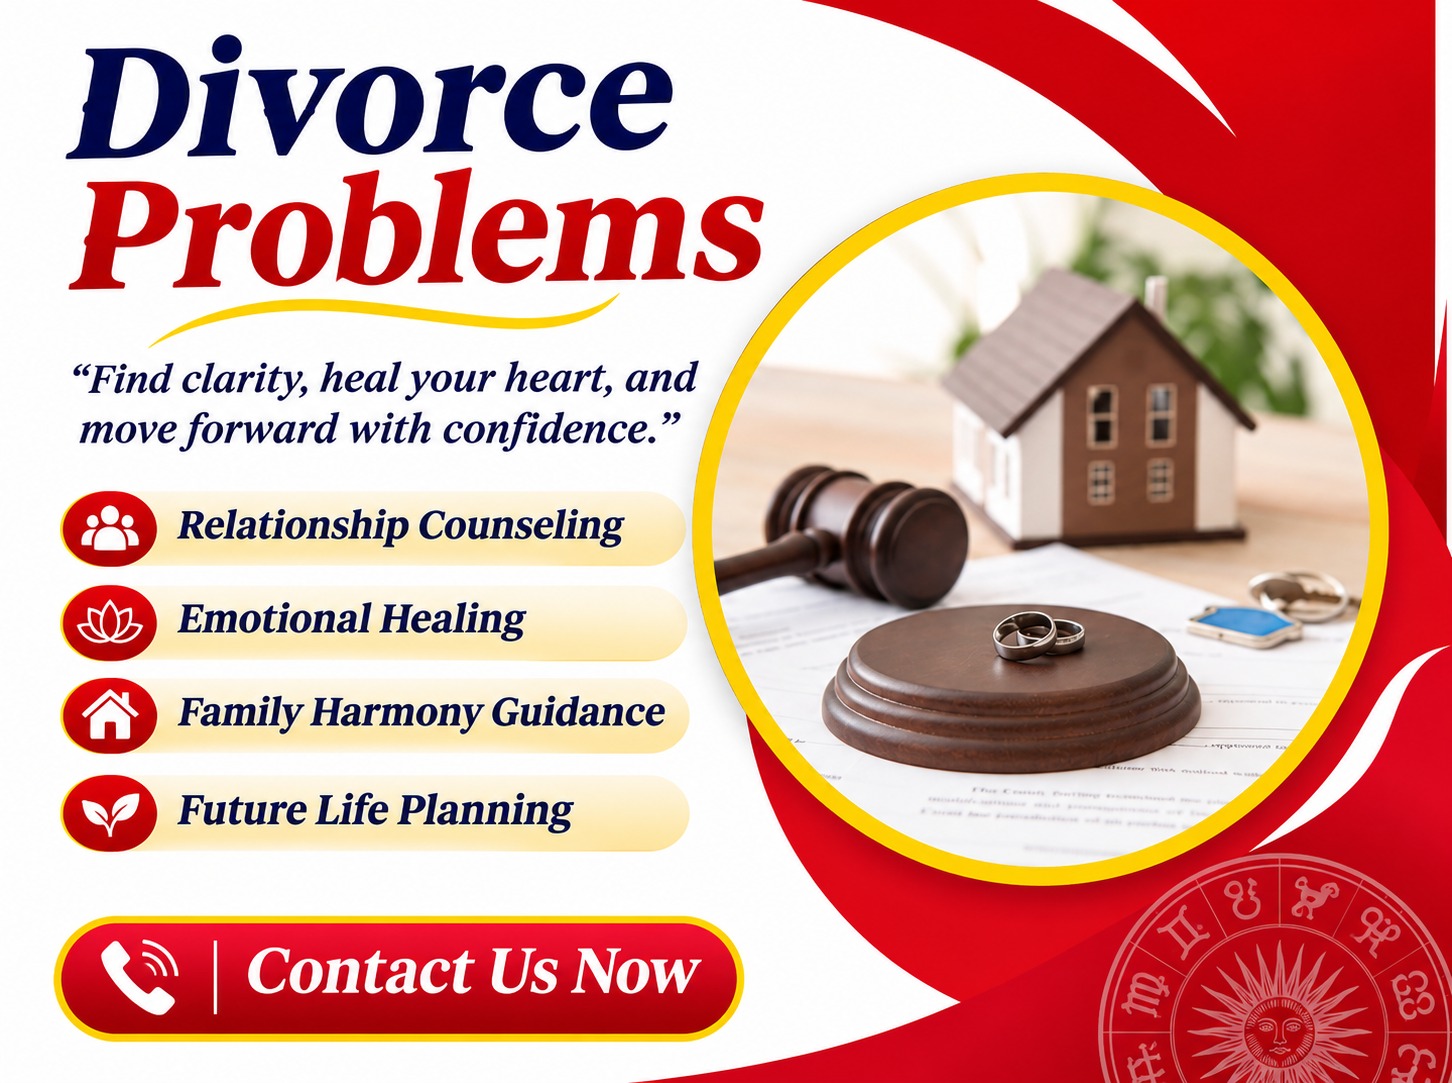 Divorce
Problems
“Find clarity, heal your heart, and
move forward with confidence.”
Relationship Counseling
Emotional Healing
Family Harmony Guidance
Future Life Planning
Contact Us Now